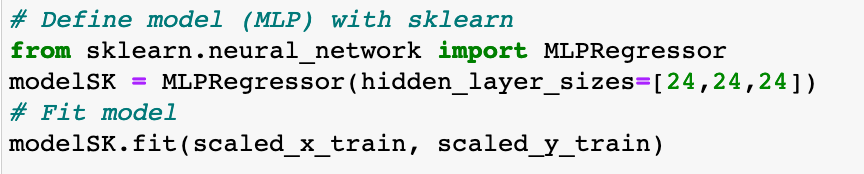 # Define model (MLP) with sklearn
from sklearn.neural_network import MLPRegressor
modelSK = MLPRegressor(hidden_layer_sizes=[24,24,24])
# Fit model
modelSK.fit(scaled_x_train, scaled_y_train)